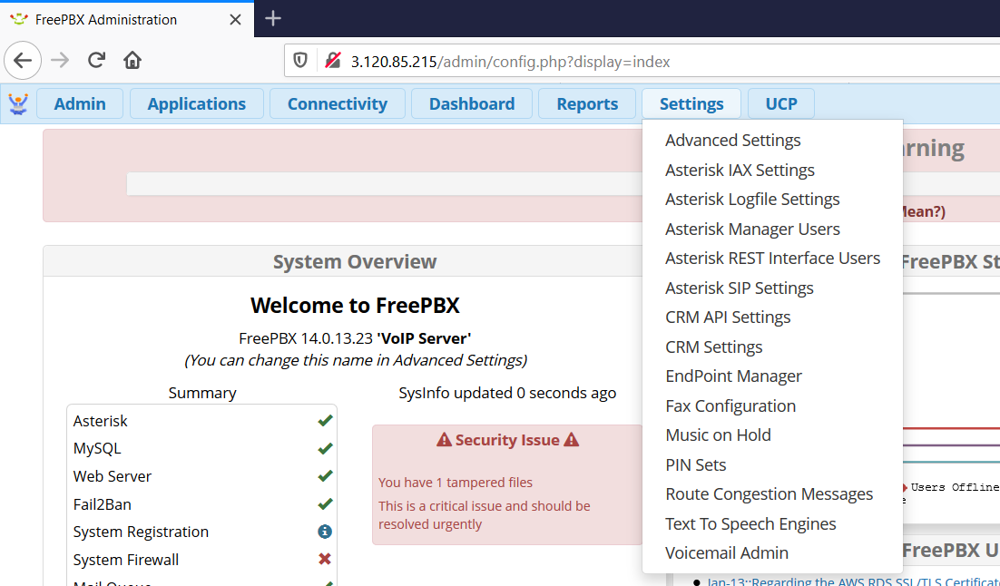 FreePBX Administration
3.120.85.215/admin/config.php?display=index
Admin Applications Connectivity Dashboard Reports Settings UCP
Advanced Settings
Asterisk IAX Settings
Asterisk Logfile Settings
Asterisk Manager Users
Asterisk REST Interface Users
Asterisk SIP Settings
CRM API Settings
CRM Settings
EndPoint Manager
Fax Configuration
Music on Hold
PIN Sets
Route Congestion Messages
Text To Speech Engines
Voicemail Admin
rning
Mean?)
System Overview
Welcome to FreePBX
FreePBX 14.0.13.23 'VoIP Server'
(You can change this name in Advanced Settings)
Summary
Asterisk
MySQL
Web Server
Fail2Ban
System Registration
System Firewall
Mail Queue
SysInfo updated 0 seconds ago
Security Issue
You have 1 tampered files
This is a critical issue and should be
resolved urgently
FreePBX St
Users Offline
e
FreePBX U
Jan-13::Regarding the AWS RDS SSL/TLS Certificat